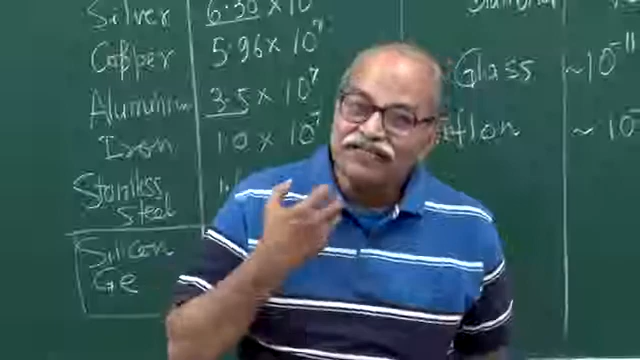 Silver 6.30 × 10
Copper 5.96 × 10⁷
Aluminium 3.5 × 10⁷
Iron 1.0 × 10⁷
Stainless
Steel
Silicon
Ge
Glass ~10⁻¹¹
~10